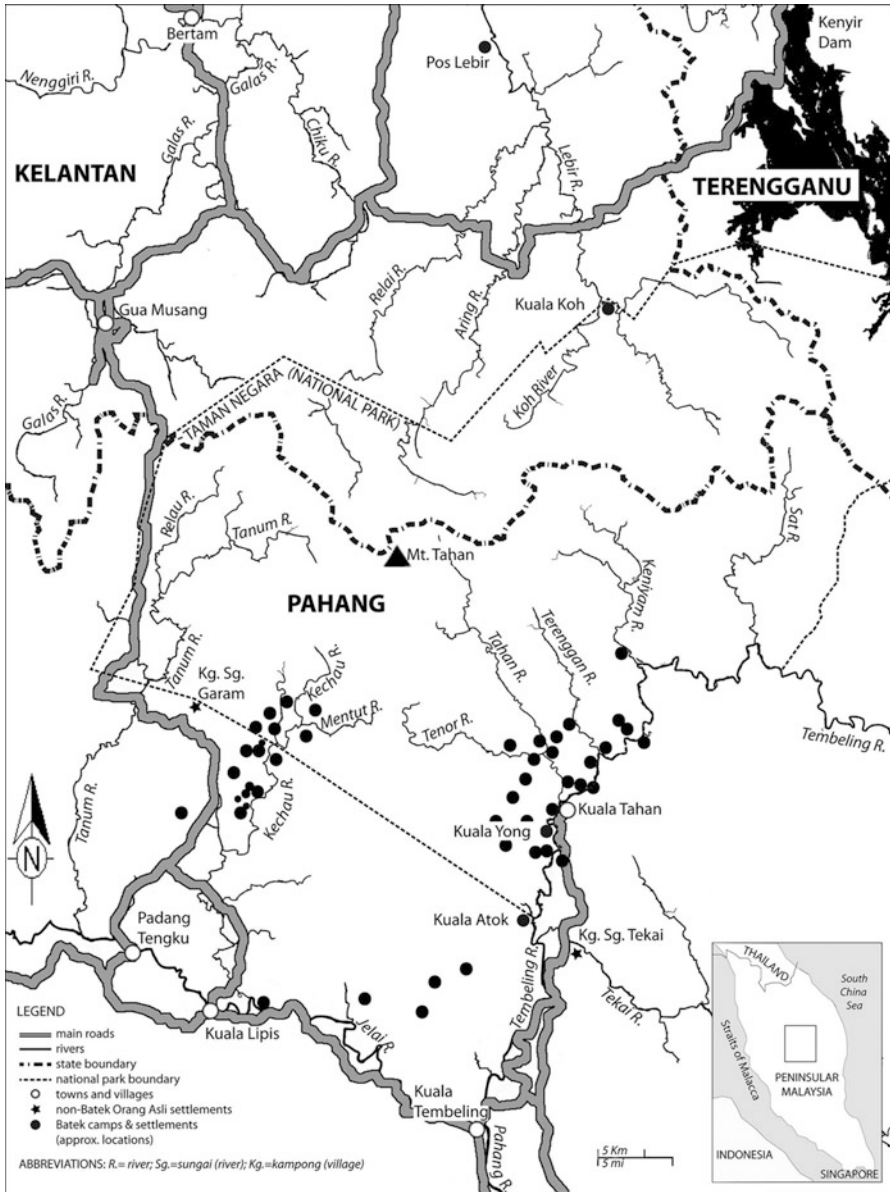 Bertam
Kenyir
Dam
Pos Lebir
Nenggiri R.
Galas R.
Galas R.
Chiku R.
Lebir R.
KELANTAN
TERENGGANU
Relai R.
Aring R.
Kuala Koh
Gua Musang
Koh River
TAMAN NEGARA (NATIONAL PARK)
Galas R.
Relau R.
Tanum R.
Sat R.
Mt. Tahan
Keniyam R.
PAHANG
Tahan R.
Terenggan R.
Tanum R.
Kg. Sg.
Garam
Kechau R.
Mentut R.
Tenor R.
Tembeling R.
Tanum R.
Kechau R.
Kuala Tahan
Kuala Yong
N
Padang
Tengku
Kuala Atok
Kg. Sg. Tekai
Tembeling R.
Tekai R.
Kuala Lipis
Jelai R.
Kuala
Tembeling
Pahang R.
LEGEND
main roads
rivers
state boundary
national park boundary
towns and villages
non-Batek Orang Asli settlements
Batek camps & settlements
(approx. locations)
ABBREVIATIONS: R.= river; Sg.=sungai (river); Kg.=kampong (village)
5 Km
5 mi
THAILAND
South
China
Sea
Straits of Malacca
PENINSULAR
MALAYSIA
INDONESIA
SINGAPORE